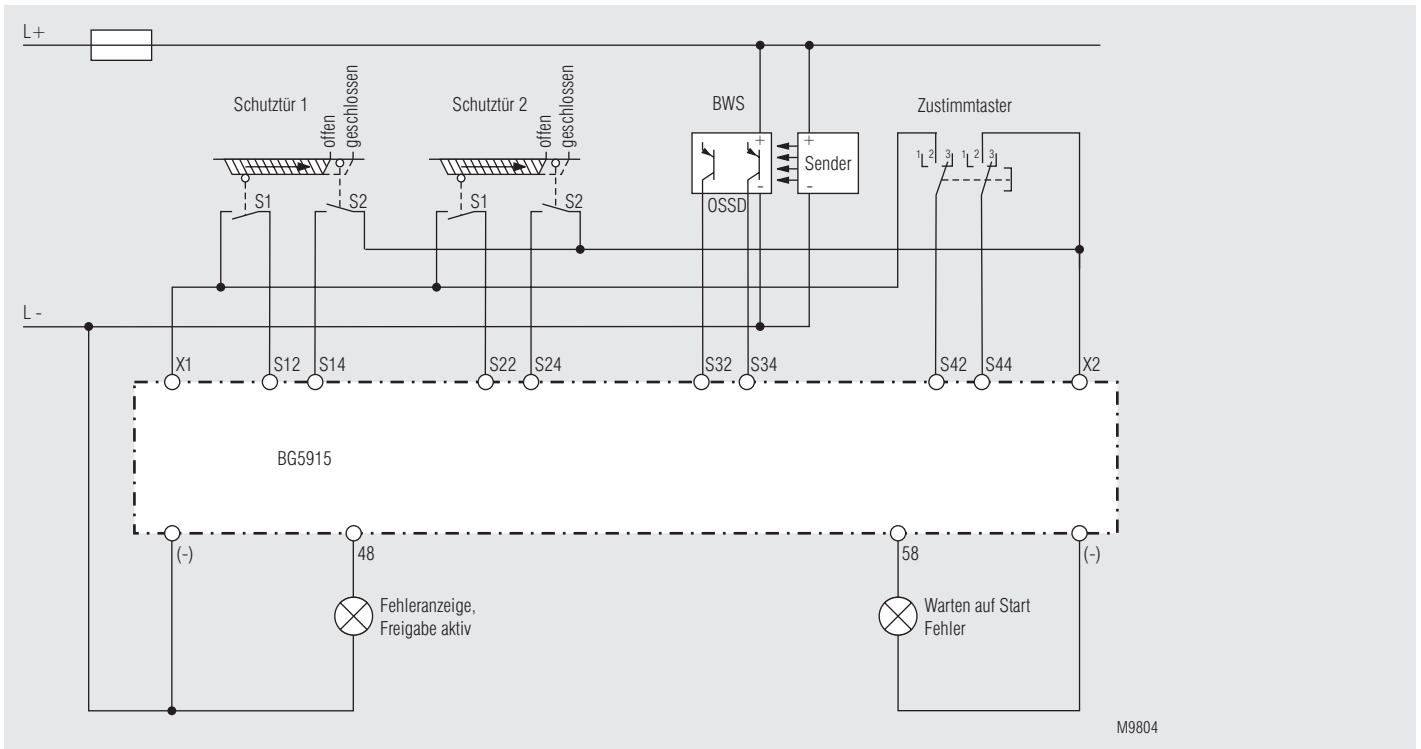 L+
Schutztür 1
offen
geschlossen
Schutztür 2
offen
geschlossen
BWS
Zustimmtaster
+
+
Sender
-
-
OSSD
1 2 3
1 2 3
S1
S2
S1
S2
L -
X1
S12
S14
S22
S24
S32
S34
S42
S44
X2
BG5915
(-)
48
58
(-)
Fehleranzeige,
Freigabe aktiv
Warten auf Start
Fehler
M9804